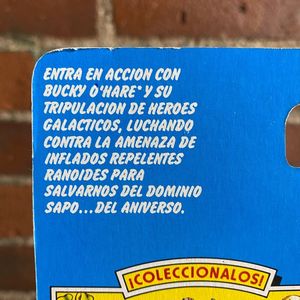 ENTRA EN ACCION CON
BUCKY O'HARE* Y SU
TRIPULACION DE HEROES
GALACTICOS, LUCHANDO
CONTRA LA AMENAZA DE
INFLADOS REPELENTES
RANOIDES PARA
SALVARNOS DEL DOMINIO
SAPO...DEL ANIVERSO.
¡COLECCIONALOS!